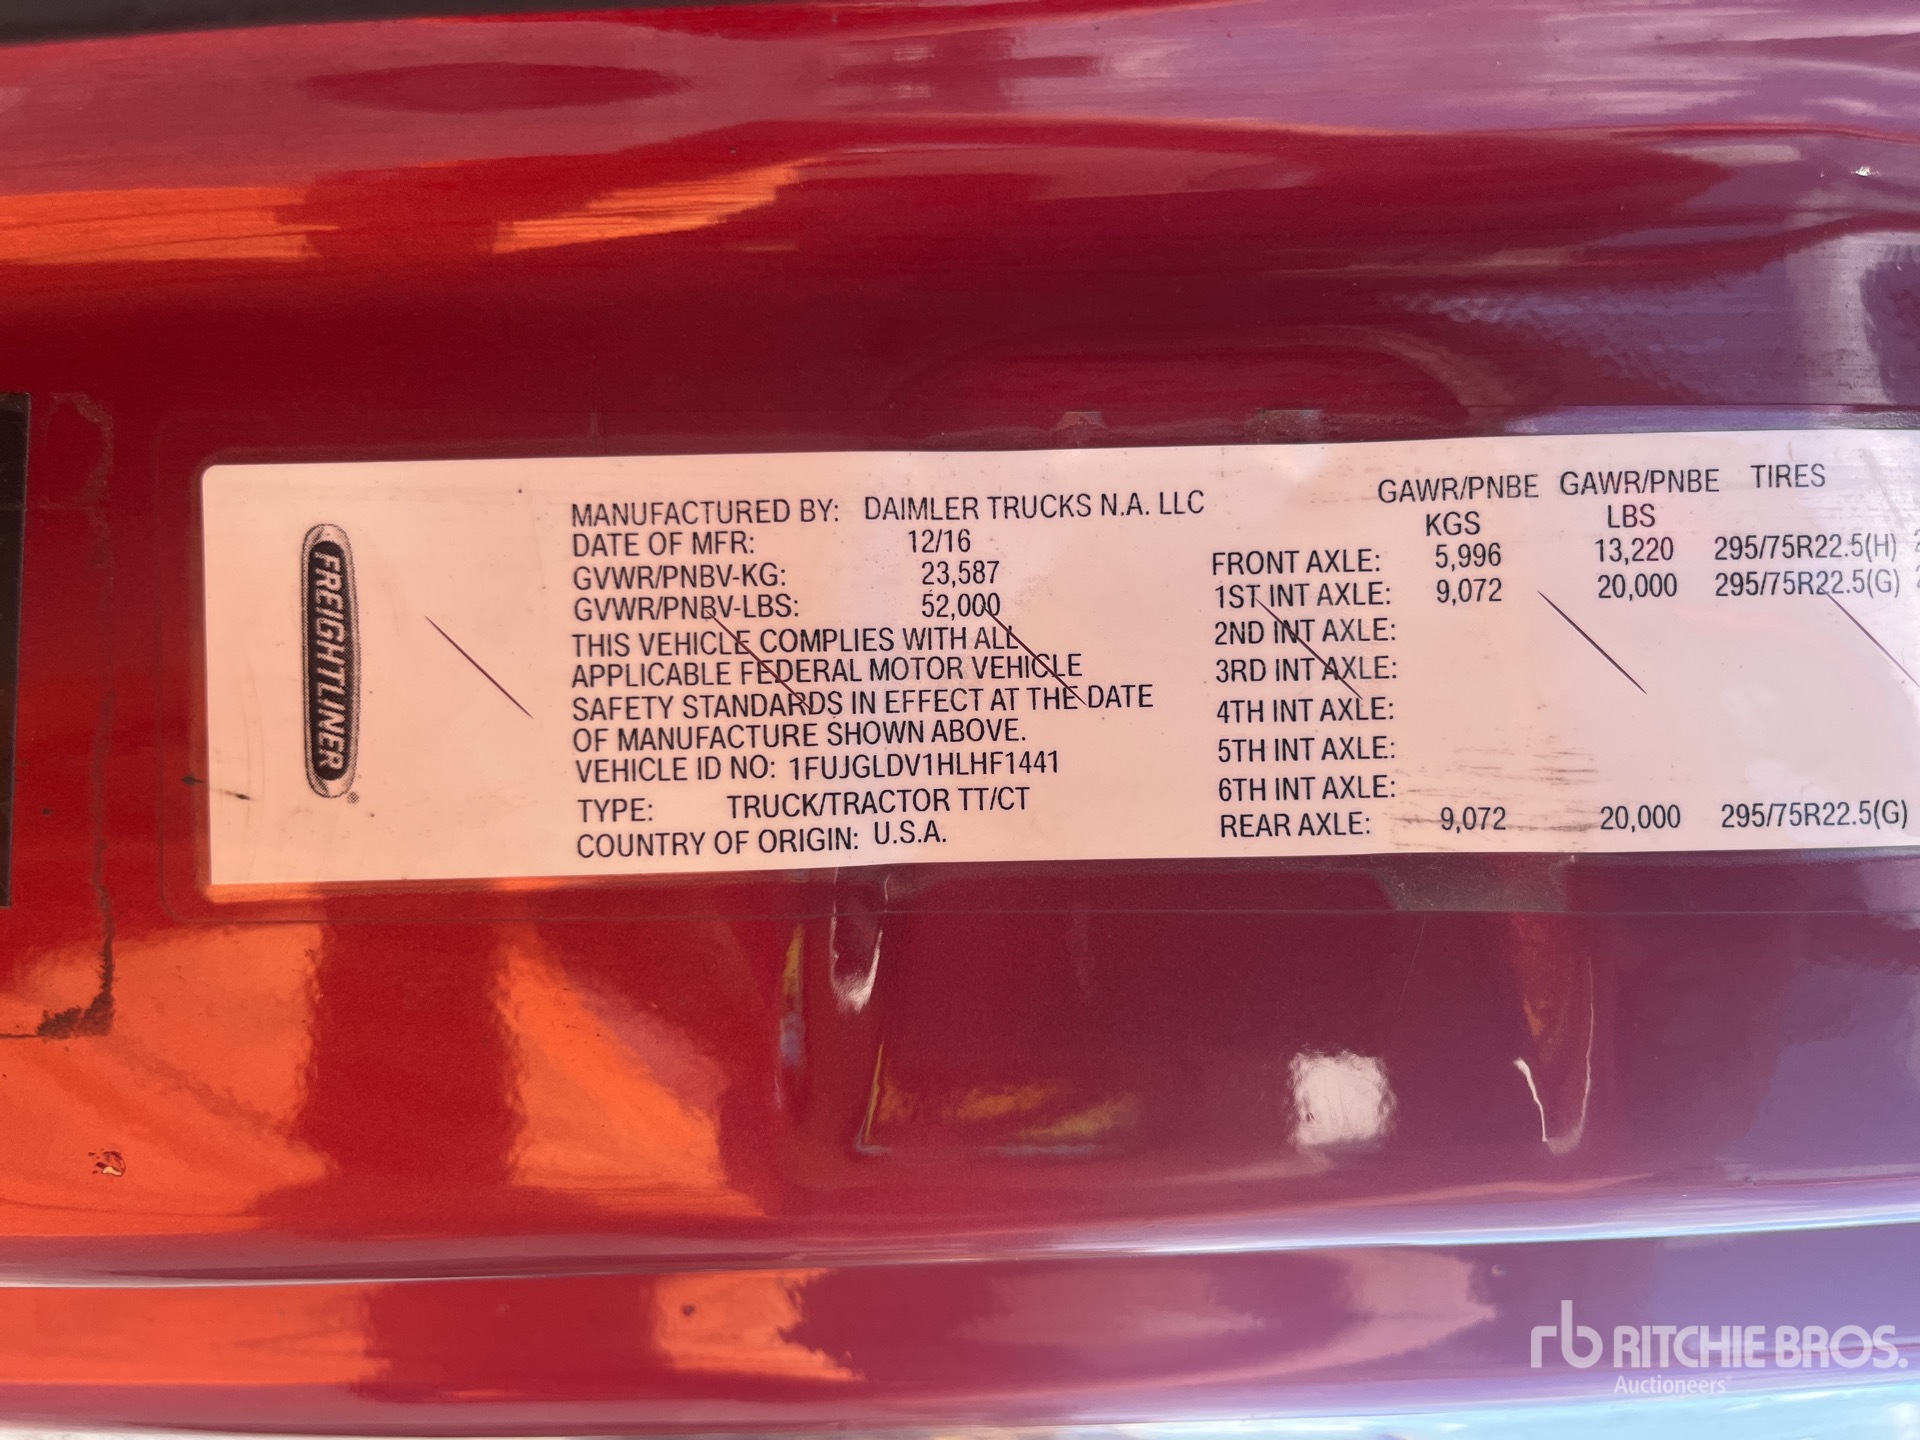 FREIGHTLINER®
MANUFACTURED BY: DAIMLER TRUCKS N.A. LLC
DATE OF MFR: 12/16
GVWR/PNBV-KG: 23,587
GVWR/PNBV-LBS: 52,000
THIS VEHICLE COMPLIES WITH ALL
APPLICABLE FEDERAL MOTOR VEHICLE
SAFETY STANDARDS IN EFFECT AT THE DATE
OF MANUFACTURE SHOWN ABOVE.
VEHICLE ID NO: 1FUJGLDV1HLHF1441
TYPE: TRUCK/TRACTOR TT/CT
COUNTRY OF ORIGIN: U.S.A.
GAWR/PNBE GAWR/PNBE TIRES
KGS LBS
FRONT AXLE: 5,996 13,220 295/75R22.5(H)
1ST INT AXLE: 9,072 20,000 295/75R22.5(G)
2ND INT AXLE:
3RD INT AXLE:
4TH INT AXLE:
5TH INT AXLE:
6TH INT AXLE:
REAR AXLE: 9,072 20,000 295/75R22.5(G)
rb RITCHIE BROS.
Auctioneers